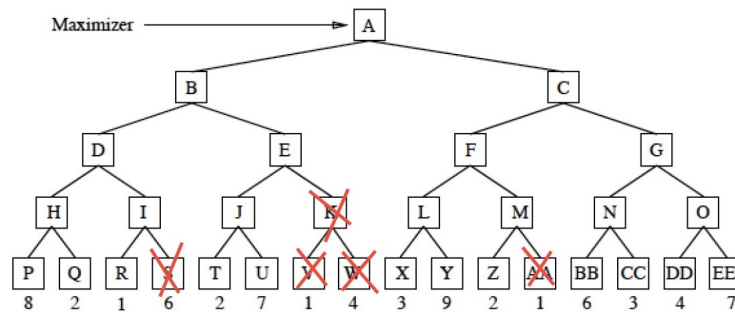 Maximizer A
B C
D E F G
H I J K L M N O
P Q R S T U V W X Y Z AA BB CC DD EE
8 2 1 6 2 7 1 4 3 9 2 1 6 3 4 7